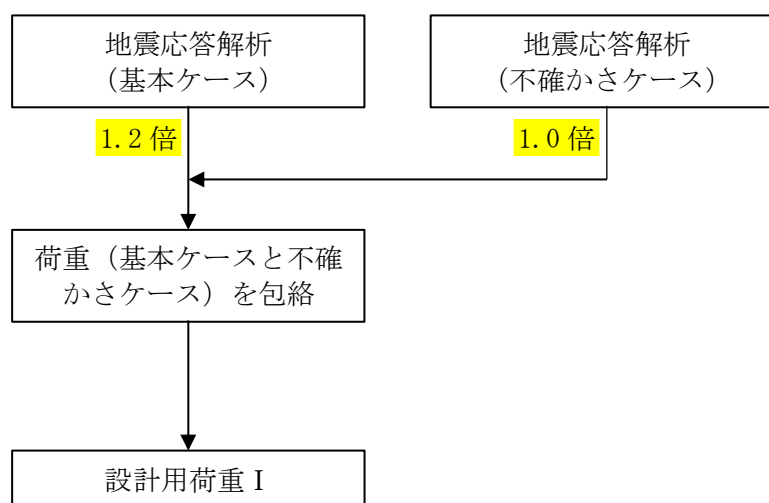 地震応答解析
（基本ケース）
地震応答解析
（不確かさケース）
1.2 倍
1.0 倍
荷重（基本ケースと不確
かさケース）を包絡
設計用荷重Ⅰ